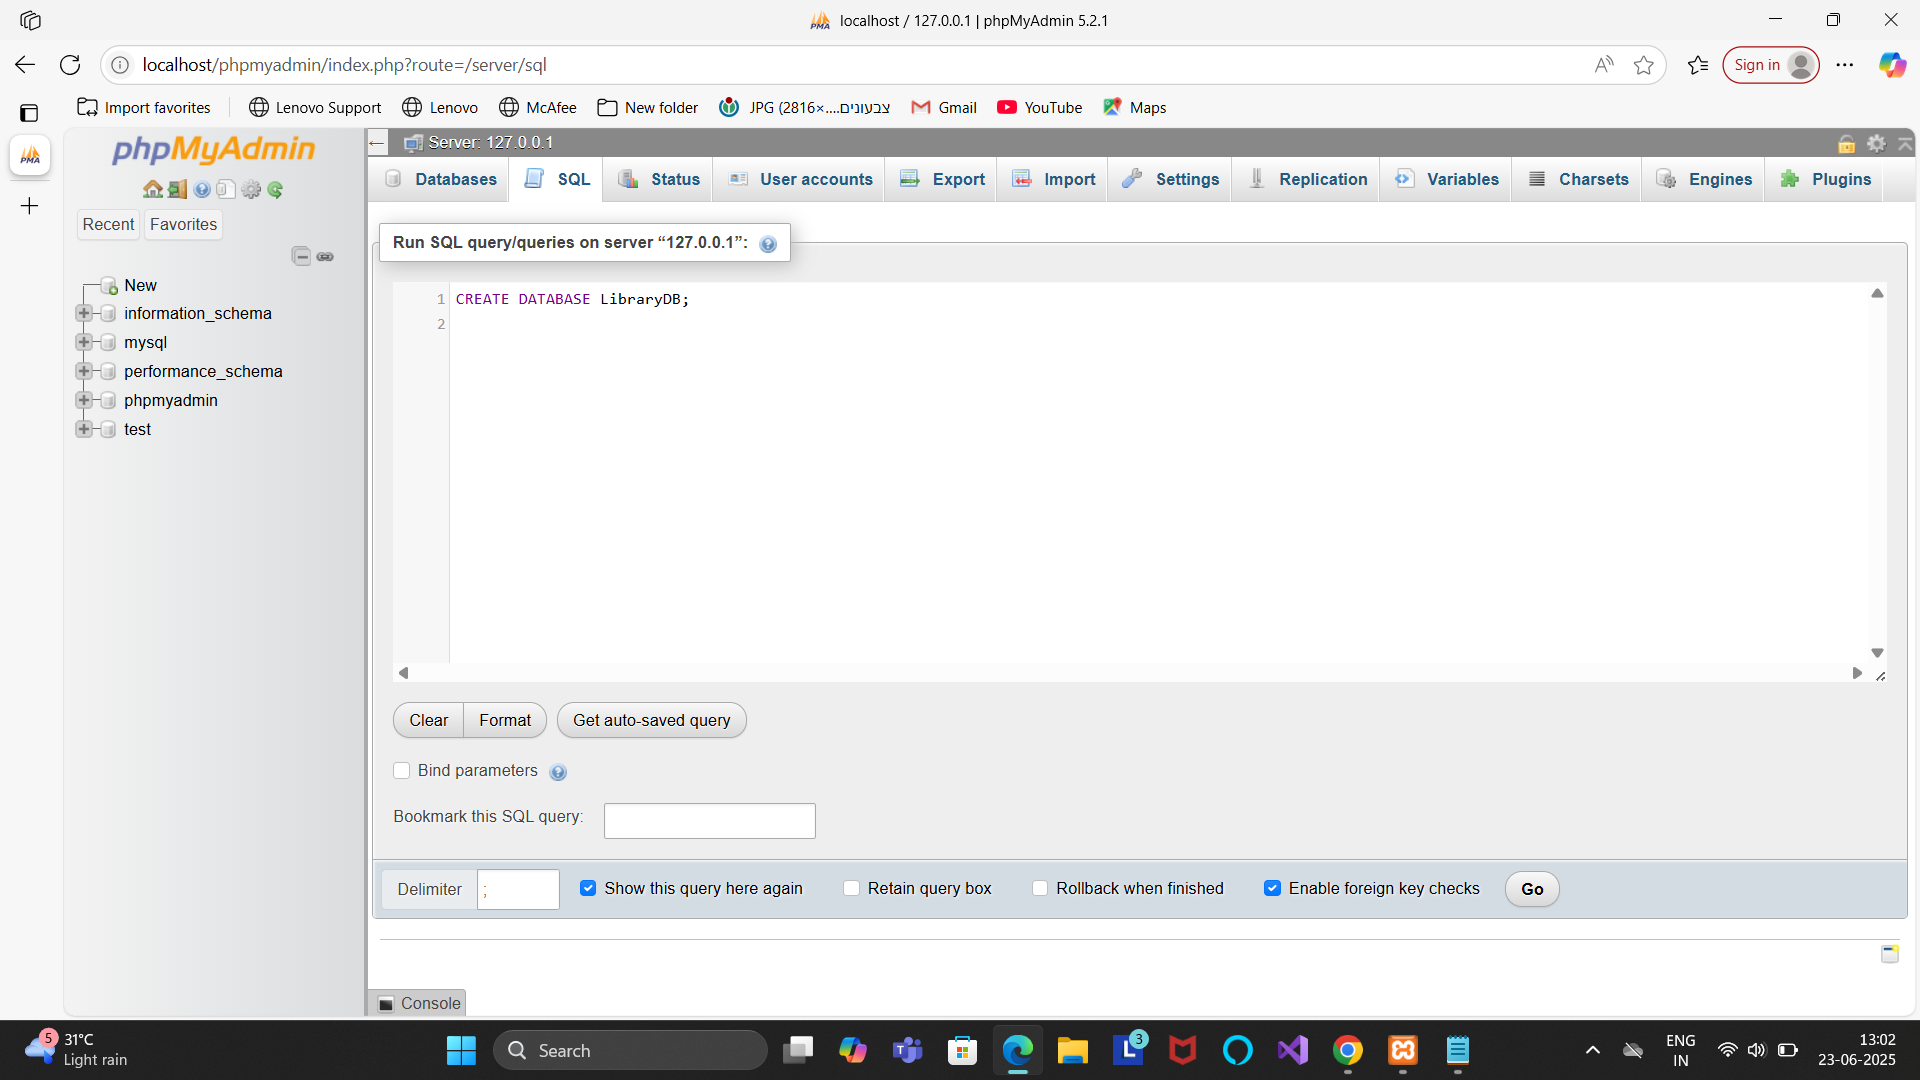 localhost / 127.0.0.1 | phpMyAdmin 5.2.1
localhost/phpmyadmin/index.php?route=/server/sql
Sign in
Import favorites
Lenovo Support
Lenovo
McAfee
New folder
JPG (2816×....צבעונים
Gmail
YouTube
Maps
PMA
phpMyAdmin
Recent
Favorites
New
information_schema
mysql
performance_schema
phpmyadmin
test
Server: 127.0.0.1
Databases
SQL
Status
User accounts
Export
Import
Settings
Replication
Variables
Charsets
Engines
Plugins
Run SQL query/queries on server “127.0.0.1”:
1 CREATE DATABASE LibraryDB;
2
Clear
Format
Get auto-saved query
Bind parameters
Bookmark this SQL query:
Delimiter ;
Show this query here again
Retain query box
Rollback when finished
Enable foreign key checks
Go
Console
5
31°C
Light rain
Search
3
ENG
IN
13:02
23-06-2025